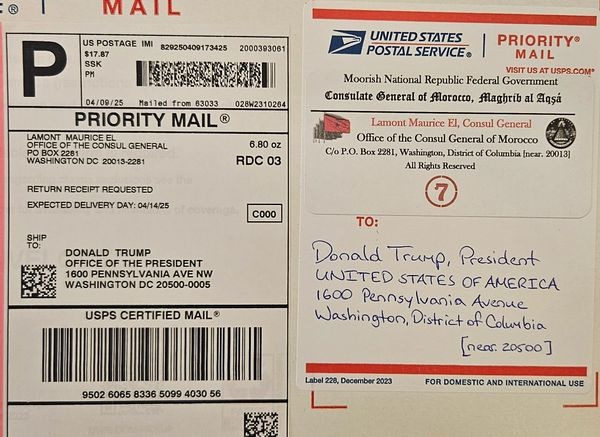 E®
MAIL
P
US POSTAGE IMI
$17.87
SSK
PM
8292504091734252000393061
04/09/25
Mailed from 63033
028W2310284
PRIORITY MAIL®
LAMONT MAURICE EL
OFFICE OF THE CONSUL GENERAL
PO BOX 2281
WASHINGTON DC 20013-2281
6.80 oz
RDC 03
RETURN RECEIPT REQUESTED
EXPECTED DELIVERY DAY: 04/14/25
C000
SHIP
TO:
DONALD TRUMP
OFFICE OF THE PRESIDENT
1600 PENNSYLVANIA AVE NW
WASHINGTON DC 20500-0005
USPS CERTIFIED MAIL®
9502 6065 8336 5099 4030 56
UNITED STATES
POSTAL SERVICE®
PRIORITY®
MAIL
VISIT US AT USPS.COM®
Moorish National Republic Federal Government
Consulate General of Morocco, Maghrib al Aqsá
Lamont Maurice El, Consul General
Office of the Consul General of Morocco
C/o P.O. Box 2281, Washington, District of Columbia [near. 20013]
All Rights Reserved
7
TO:
Donald Trump, President
UNITED STATES OF AMERICA
1600 Pennsylvania Avenue
Washington, District of Columbia
[near. 20500]
Label 228, December 2023
FOR DOMESTIC AND INTERNATIONAL USE